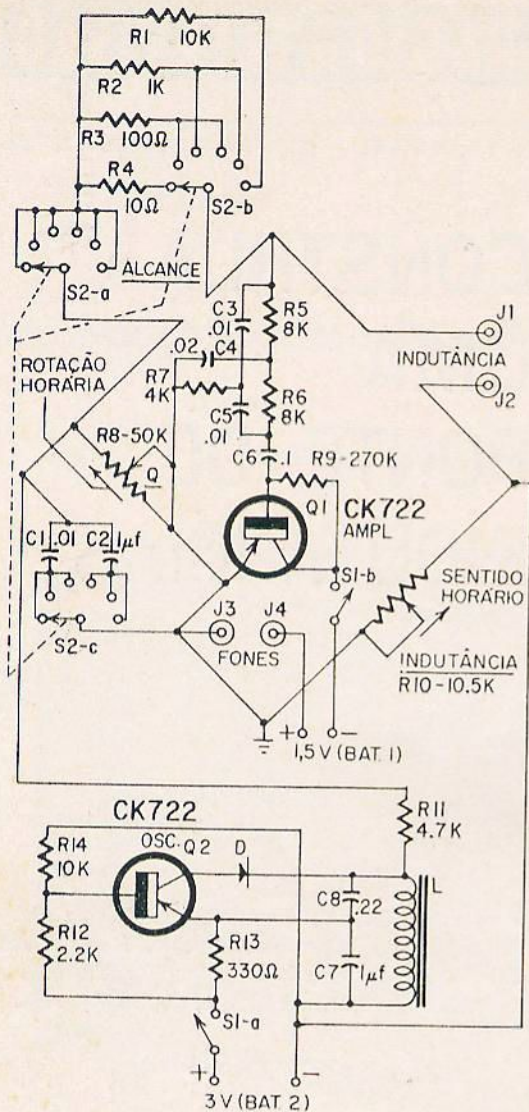 R1 10K
R2 1K
R3 100Ω
R4
10Ω
S2-b
S2-a
ALCANCE
ROTAÇÃO
HORÁRIA
C3
.01
R5
8K
.02 C4
R7
4K
C5
.01
R6
8K
J1
INDUTÂNCIA
J2
R8-50K
Q
C6 .1
R9-270K
Q1
CK722
AMPL
C1 .01 C2 1μf
S1-b
SENTIDO
HORÁRIO
S2-c
J3 J4
FONES
INDUTÂNCIA
R10-10.5K
+ -
1,5 V (BAT. 1)
CK722
OSC. Q2
D
R11
4.7K
R14
10K
C8 .22
L
R12
2.2K
R13
330Ω
C7 1μf
S1-a
+ -
3 V (BAT. 2)